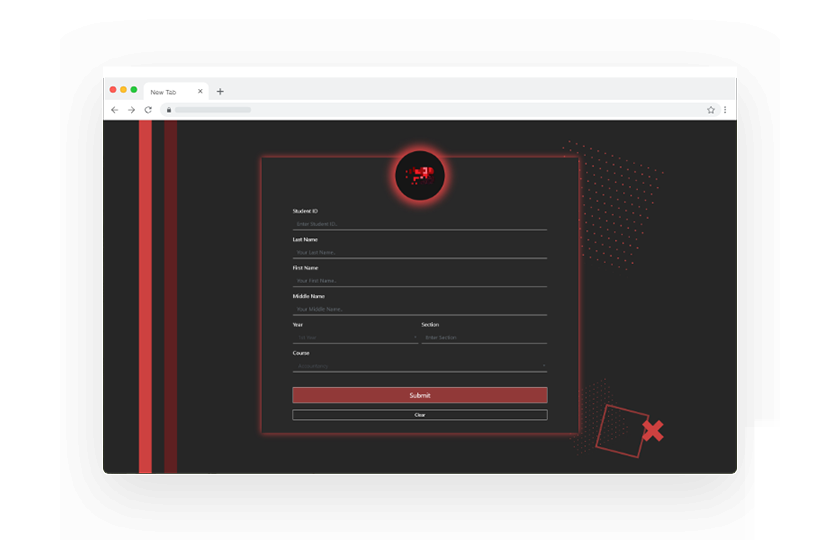 New Tab
Student ID
Enter Student ID..
Last Name
Your Last Name..
First Name
Your First Name..
Middle Name
Your Middle Name..
Year Section
1st Year Enter Section
Course
Submit
Clear